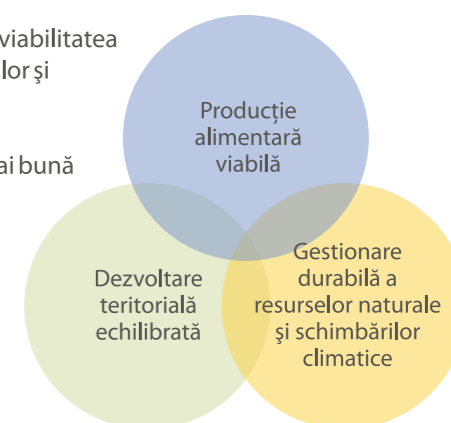 viabilitatea
lor şi
ai bună
Producție
alimentară
viabilă
Dezvoltare
teritorială
echilibrată
Gestionare
durabilă a
resurselor naturale
şi schimbărilor
climatice